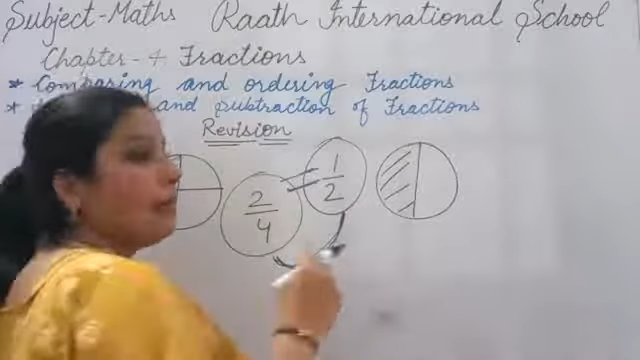 Subject-Maths Raath International School
Chapter-4 Fractions
* Comparing and ordering Fractions
* and subtraction of Fractions
Revision
2/4 = 1/2